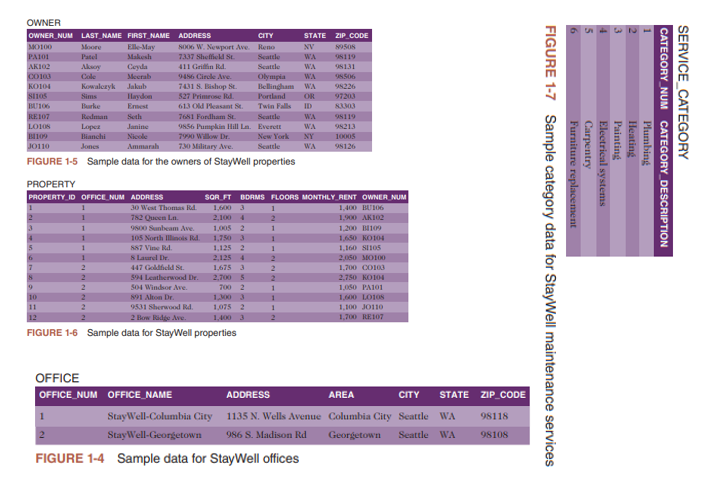 OWNER
OWNER_NUM LAST_NAME FIRST_NAME ADDRESS CITY STATE ZIP_CODE
MO100 Moore Elle-May 8006 W. Newport Ave. Reno NV 89508
PA101 Patel Makesh 7337 Sheffield St. Seattle WA 98119
AK102 Aksoy Ceyda 411 Griffin Rd. Seattle WA 98131
CO103 Cole Meerab 9486 Circle Ave. Olympia WA 98506
KO104 Kowalczyk Jakub 7431 S. Bishop St. Bellingham WA 98226
SI105 Sims Haydon 527 Primrose Rd. Portland OR 97203
BU106 Burke Ernest 613 Old Pleasant St. Twin Falls ID 83303
RE107 Redman Seth 7681 Fordham St. Seattle WA 98119
LO108 Lopez Janine 9856 Pumpkin Hill Ln. Everett WA 98213
BI109 Bianchi Nicole 7990 Willow Dr. New York NY 10005
JO110 Jones Ammarah 730 Military Ave. Seattle WA 98126
FIGURE 1-5 Sample data for the owners of StayWell properties
PROPERTY
PROPERTY_ID OFFICE_NUM ADDRESS SQR_FT BDRMS FLOORS MONTHLY_RENT OWNER_NUM
1 1 30 West Thomas Rd. 1,600 3 1 1,400 BU106
2 1 782 Queen Ln. 2,100 4 2 1,900 AK102
3 1 9800 Sunbeam Ave. 1,005 2 1 1,200 BI109
4 1 105 North Illinois Rd. 1,750 3 1 1,650 KO104
5 1 887 Vine Rd. 1,125 2 1 1,160 SI105
6 1 8 Laurel Dr. 2,125 4 2 2,050 MO100
7 2 447 Goldfield St. 1,675 3 2 1,700 CO103
8 2 594 Leatherwood Dr. 2,700 5 2 2,750 KO104
9 2 504 Windsor Ave. 700 2 1 1,050 PA101
10 2 891 Alton Dr. 1,300 3 1 1,600 LO108
11 2 9531 Sherwood Rd. 1,075 2 1 1,100 JO110
12 2 2 Bow Ridge Ave. 1,400 3 2 1,700 RE107
FIGURE 1-6 Sample data for StayWell properties
SERVICE_CATEGORY
CATEGORY_NUM CATEGORY_DESCRIPTION
1 Plumbing
2 Heating
3 Painting
4 Electrical systems
5 Carpentry
6 Furniture replacement
FIGURE 1-7 Sample category data for StayWell maintenance services
OFFICE
OFFICE_NUM OFFICE_NAME ADDRESS AREA CITY STATE ZIP_CODE
1 StayWell-Columbia City 1135 N. Wells Avenue Columbia City Seattle WA 98118
2 StayWell-Georgetown 986 S. Madison Rd Georgetown Seattle WA 98108
FIGURE 1-4 Sample data for StayWell offices